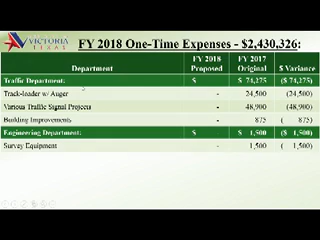 VICTORIA
TEXAS
FY 2018 One-Time Expenses - $2,430,326:
Department FY 2018 Proposed FY 2017 Original $ Variance
Traffic Department: $ $ 74,275 ($ 74,275)
Track-loader w/ Auger - 24,500 (24,500)
Various Traffic Signal Projects - 48,900 (48,900)
Building Improvements - 875 ( 875)
Engineering Department: $ $ 1,500 ($ 1,500)
Survey Equipment - 1,500 ( 1,500)